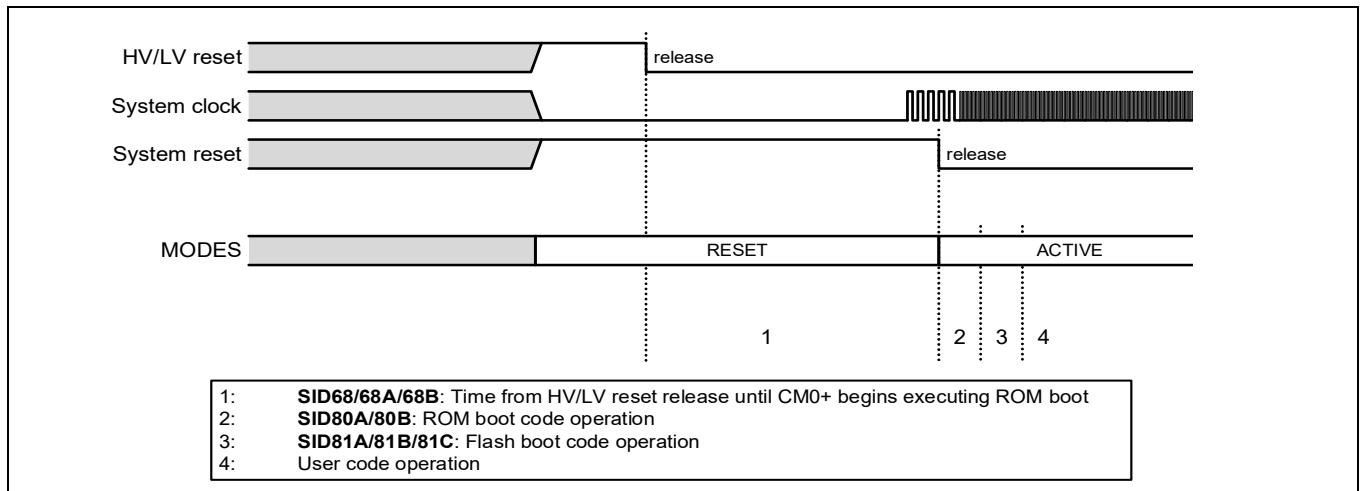 HV/LV reset
release
System clock
System reset
release
MODES
RESET
ACTIVE
1
2
3
4
1: SID68/68A/68B: Time from HV/LV reset release until CM0+ begins executing ROM boot
2: SID80A/80B: ROM boot code operation
3: SID81A/81B/81C: Flash boot code operation
4: User code operation